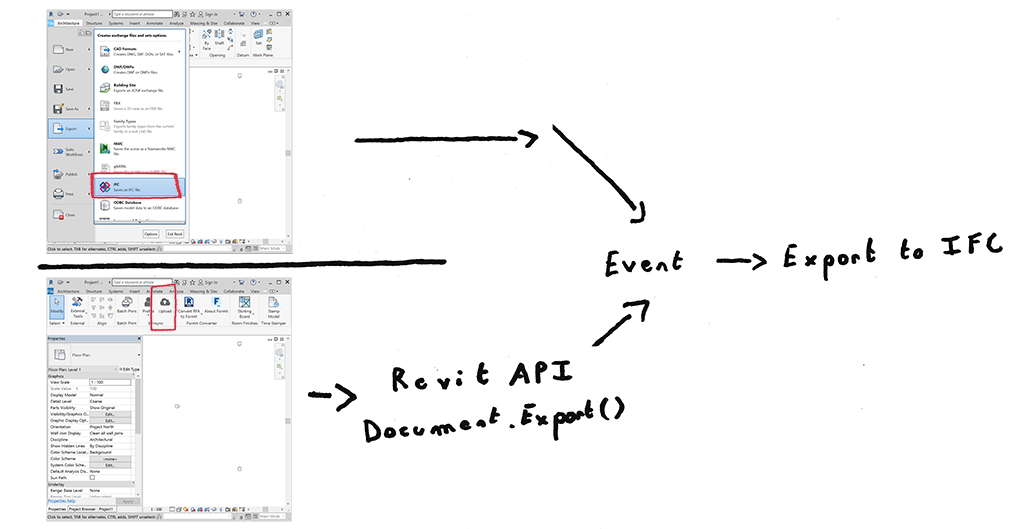 Project1 ...
Type a keyword or phrase
Sign In
Architecture Structure Systems Insert Annotate Analyze Massing & Site Collaborate View
Creates exchange files and sets options.
New
CAD Formats
Creates DWG, DXF, DGN, or SAT files
Open
DWF/DWFx
Creates DWF or DWFx files.
Save
Building Site
Exports an ADSK exchange file
Save As
FBX
Saves a 3D view as an FBX file.
Export
Family Types
Exports family types from the current
family to a text (.txt) file.
Suite
Workflows
NWC
Saves the scene as a Navisworks NWC
file.
Publish
gbXML
Print
IFC
Saves an IFC file.
Close
ODBC Database
Saves model data to an ODBC database
Options Exit Revit
By
Face
Shaft
Set
Opening Datum Work Plane
Click to select, TAB for alternates, CTRL adds, SHIFT unselects
Main Model
Event
Export to IFC
Revit API
Document.Export()
Project1 ...
Type a keyword or phrase
Sign In
Architecture Structure Systems Insert Annotate Analyze Massing & Site Collaborate View
Modify External
Tools
Batch Print Upload Convert RFA
to Formit
About Formit Skirting
Board
Stamp
Model
Select External Align Batch Print Formit Converter Room Finishes Time Stamper
Properties
Floor Plan
Floor Plan: Level 1 Edit Type
Graphics
View Scale 1 : 100
Scale Value 1: 100
Display Model Normal
Detail Level Coarse
Parts Visibility Show Original
Visibility/Graphics O... Edit...
Graphic Display Opt... Edit...
Orientation Project North
Wall Join Display Clean all wall joins
Discipline Architectural
Show Hidden Lines By Discipline
Color Scheme Locat... Background
Color Scheme <none>
System Color Sche... Edit...
Default Analysis Dis... None
Sun Path
Underlay
Range: Base Level None
Properties help Apply
Properties Project Browser - Project1
1 : 100
Click to select, TAB for alternates, CTRL adds, SHIFT unselects
Main Model